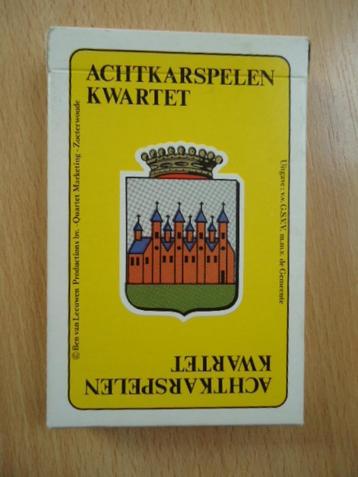 ACHTKARSPELEN
KWARTET
© Ben van Leeuwen Productions bv. - Quartet Marketing - Zoeterwoude
Uitgave: v.v. G.S.V.V. m.m.v. de Gemeente
ACHTKARSPELEN
KWARTET